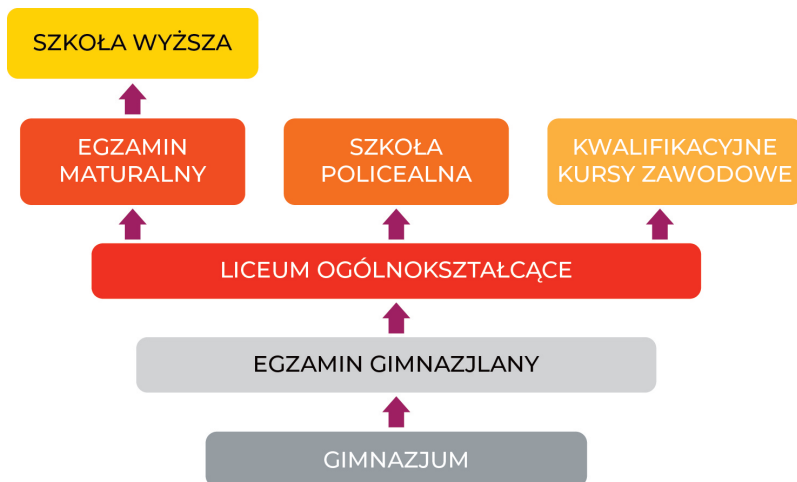 SZKOŁA WYŻSZA
EGZAMIN
MATURALNY
SZKOŁA
POLICEALNA
KWALIFIKACYJNE
KURSY ZAWODOWE
LICEUM OGÓLNOKSZTAŁCĄCE
EGZAMIN GIMNAZJLANY
GIMNAZJUM